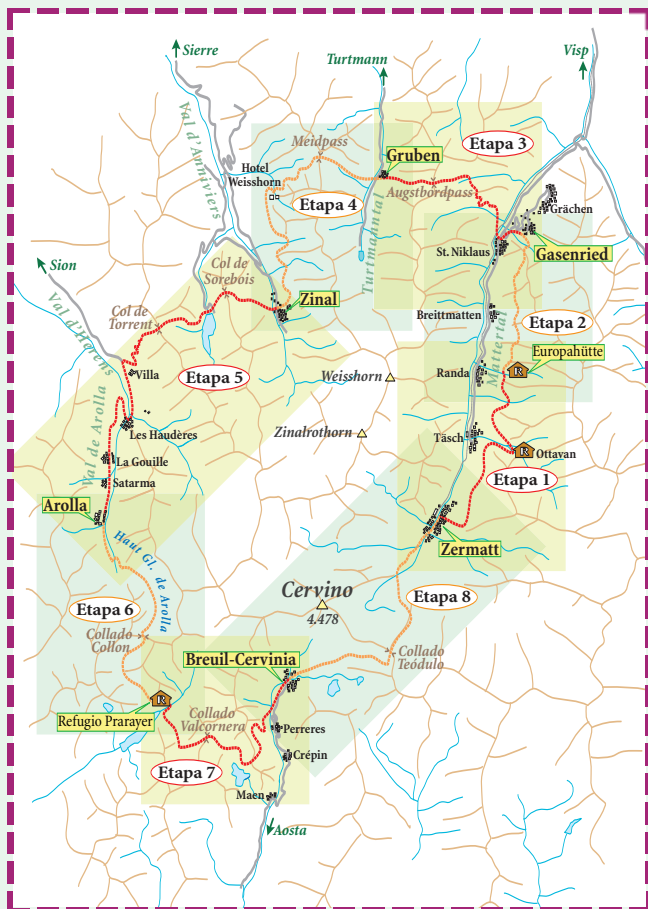 Sierre
Turtmann
Visp
Val d'Anniviers
Meidpass
Etapa 3
Hotel
Weisshorn
Gruben
Augstbordpass
Etapa 4
Grächen
St. Niklaus
Gasenried
Turtmanntal
Sion
Col de
Sorebois
Zinal
Val d'Hérens
Col de
Torrent
Breittmatten
Etapa 2
Mattertal
Europahütte
Villa
Etapa 5
Weisshorn
Randa
Les Haudères
Zinalrothorn
Täsch
Ottavan
Val de Arolla
La Gouille
Satarma
Etapa 1
Arolla
Zermatt
Haut Gl. de Arolla
Cervino
4.478
Etapa 8
Etapa 6
Collado
Collon
Collado
Teódulo
Breuil-Cervinia
Refugio Prarayer
Collado
Valcornera
Perreres
Crépin
Etapa 7
Maen
Aosta
R
R
R